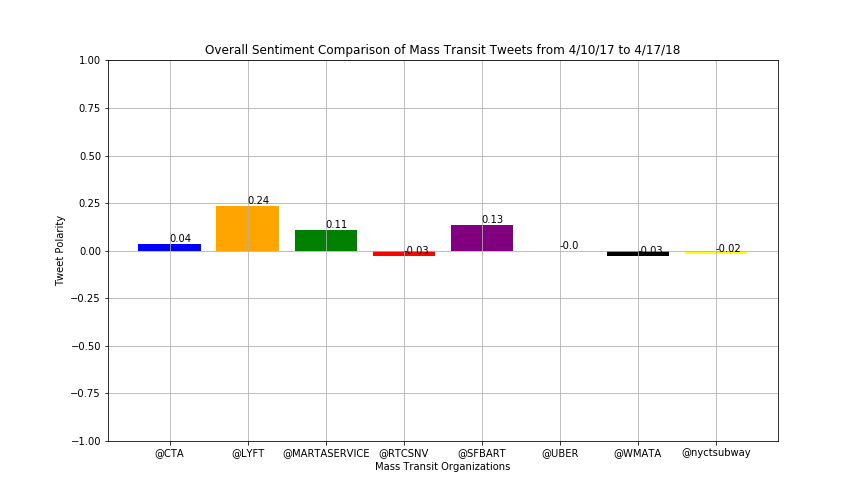 Overall Sentiment Comparison of Mass Transit Tweets from 4/10/17 to 4/17/18
1.00
0.75
0.50
0.25
0.00
−0.25
−0.50
−0.75
−1.00
Tweet Polarity
0.04
0.24
0.11
-0.03
0.13
-0.0
-0.03
-0.02
@CTA
@LYFT
@MARTASERVICE
@RTCSNV
@SFBART
@UBER
@WMATA
@nyctsubway
Mass Transit Organizations